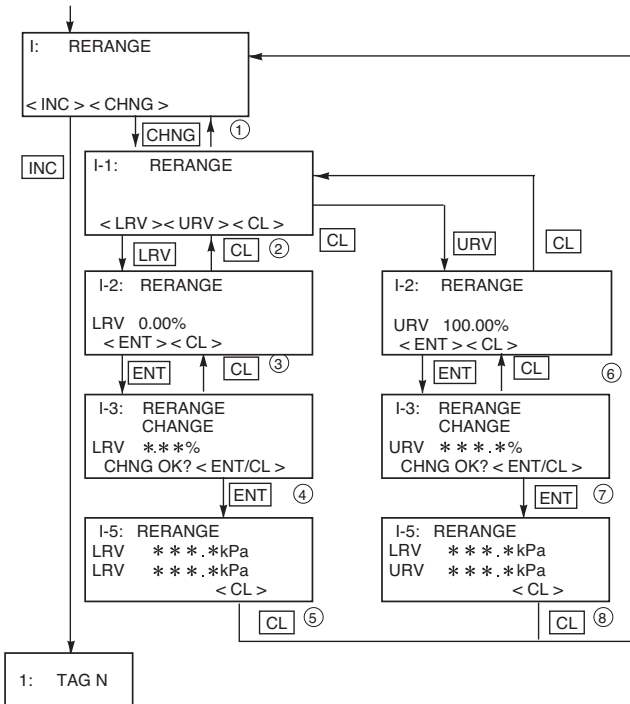 I: RERANGE
< INC > < CHNG >
CHNG ①
INC
I-1: RERANGE
< LRV >< URV >< CL >
LRV
CL ②
CL
URV
CL
I-2: RERANGE
LRV 0.00%
< ENT >< CL >
I-2: RERANGE
URV 100.00%
< ENT >< CL >
ENT
CL ③
ENT
CL
⑥
I-3: RERANGE
CHANGE
LRV *.**%
CHNG OK? < ENT/CL >
I-3: RERANGE
CHANGE
URV ***.*%
CHNG OK? < ENT/CL >
ENT ④
ENT ⑦
I-5: RERANGE
LRV ***.*kPa
LRV ***.*kPa
< CL >
I-5: RERANGE
LRV ***.*kPa
URV ***.*kPa
< CL >
CL ⑤
CL ⑧
1: TAG N